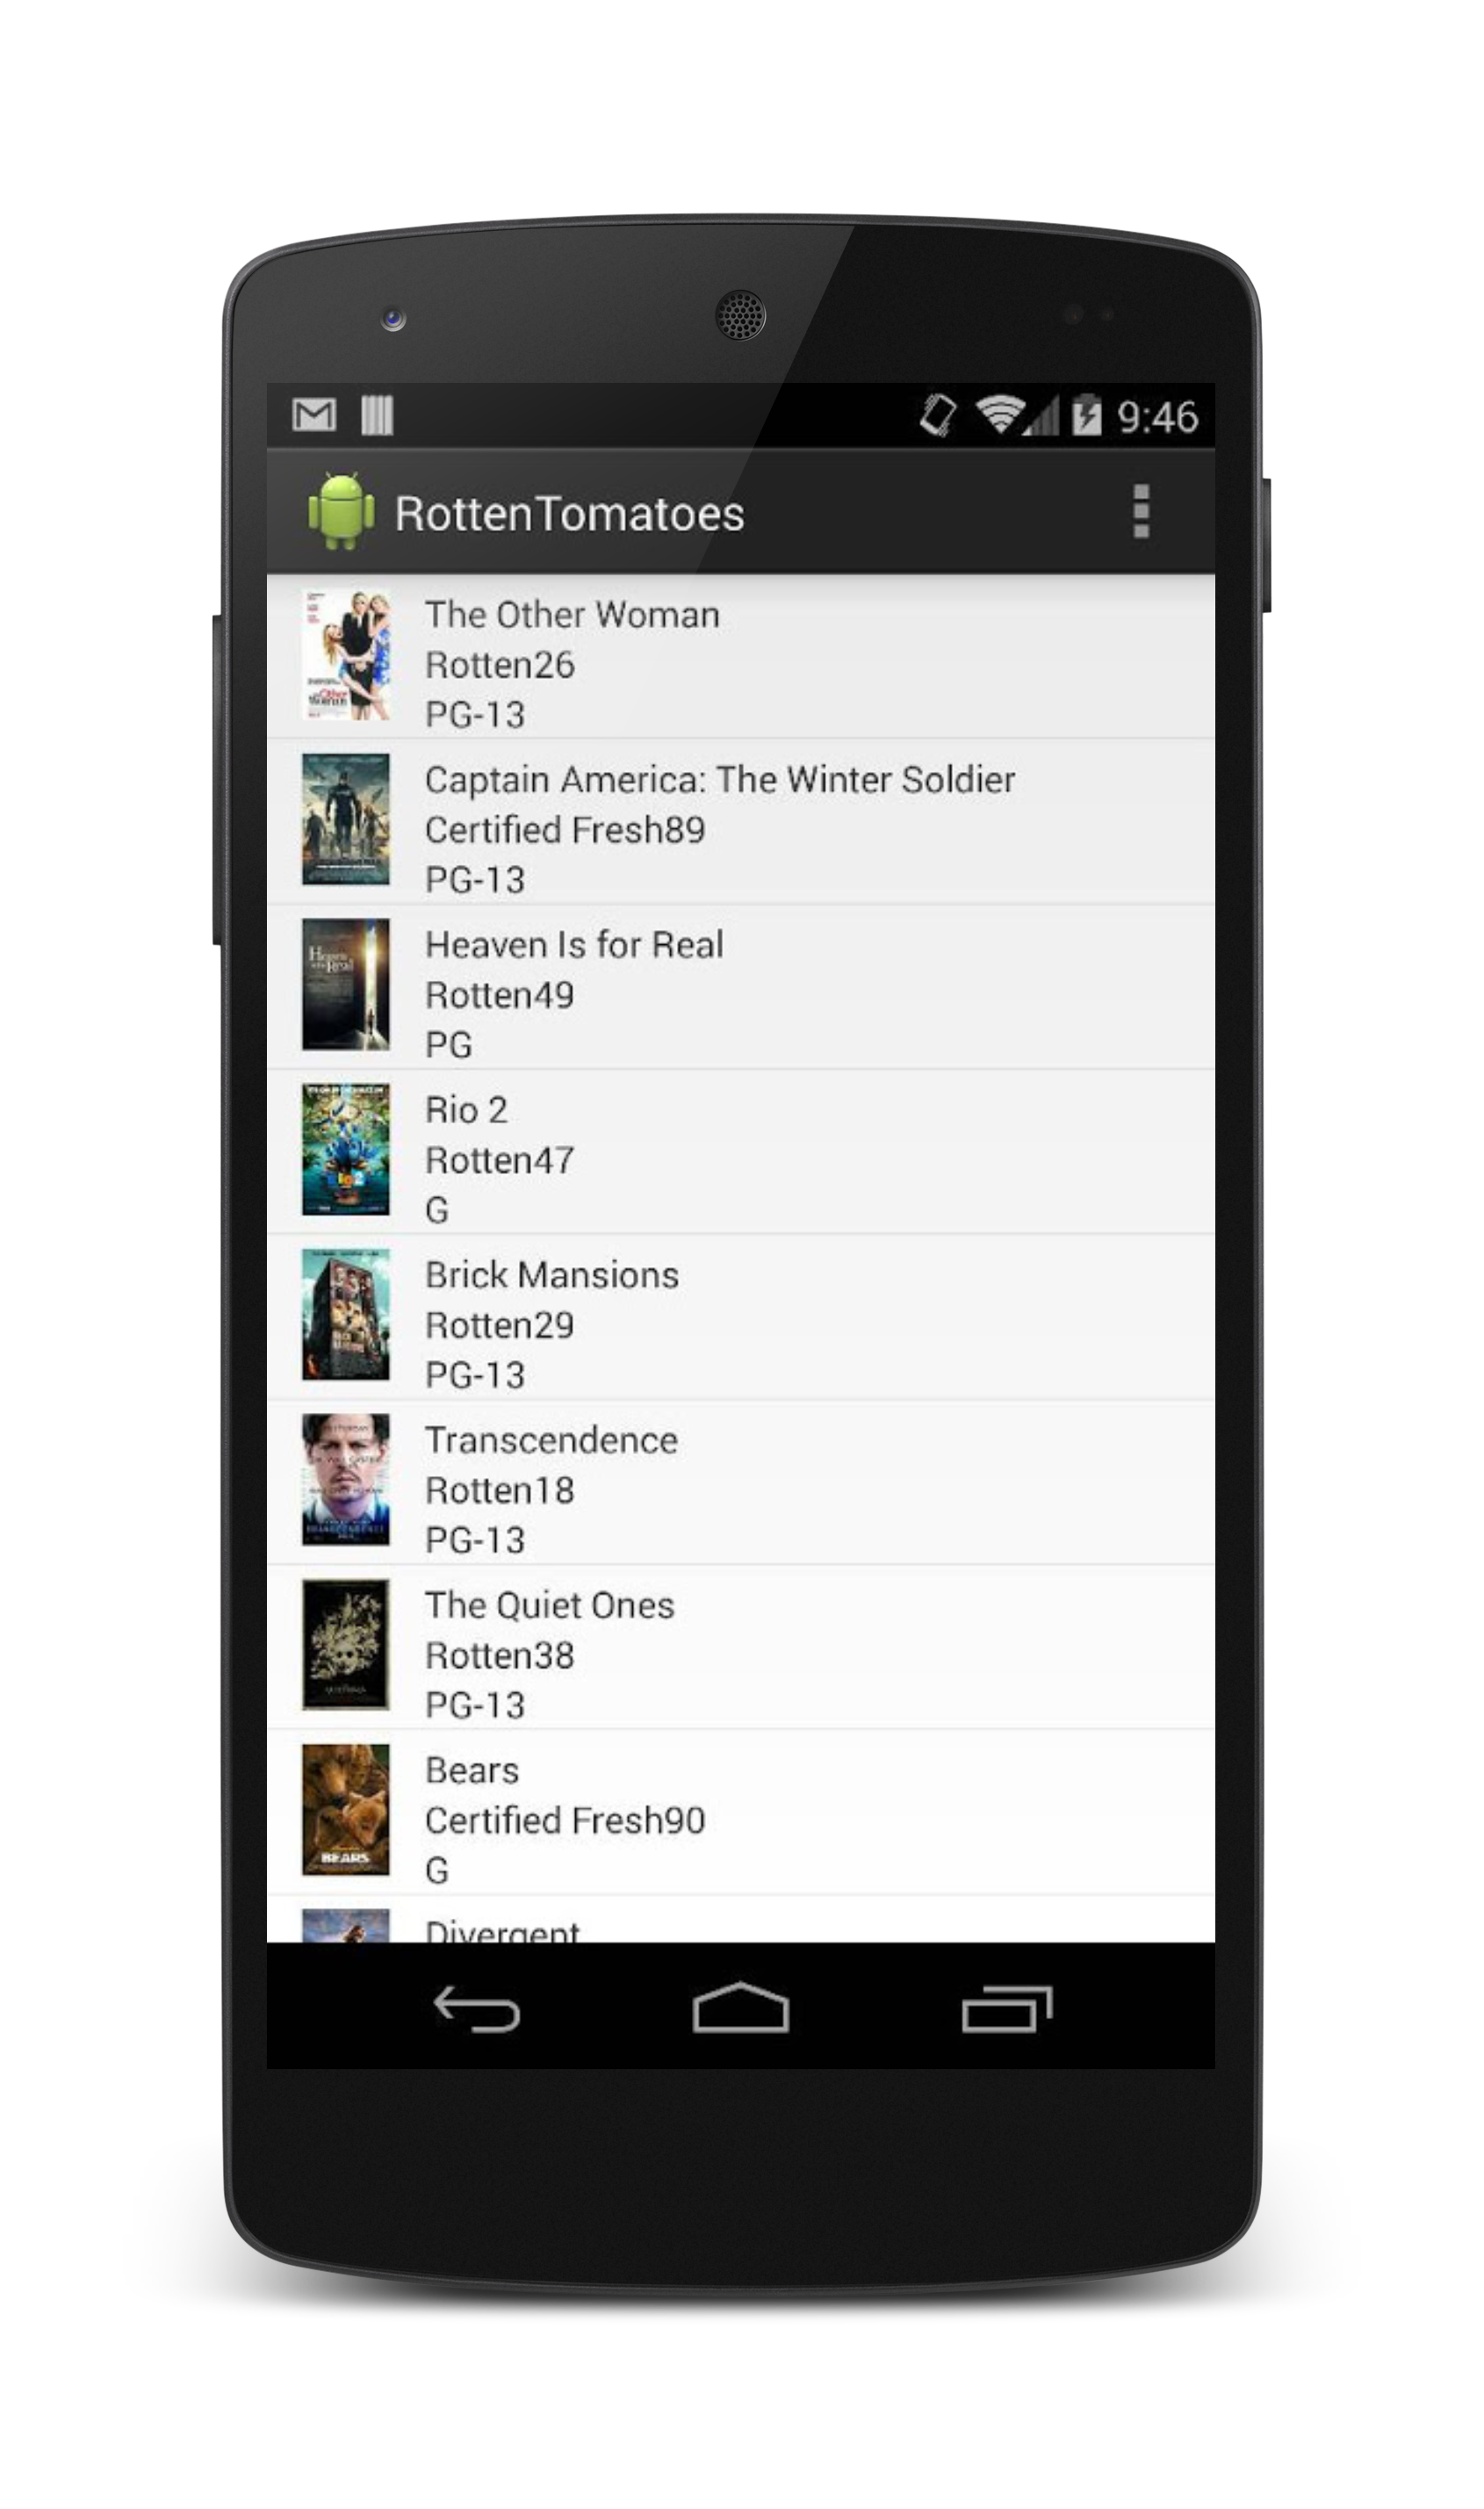 9:46
RottenTomatoes
The Other Woman
Rotten26
PG-13
Captain America: The Winter Soldier
Certified Fresh89
PG-13
Heaven Is for Real
Rotten49
PG
Rio 2
Rotten47
G
Brick Mansions
Rotten29
PG-13
Transcendence
Rotten18
PG-13
The Quiet Ones
Rotten38
PG-13
BEARS
Bears
Certified Fresh90
G
Divergent